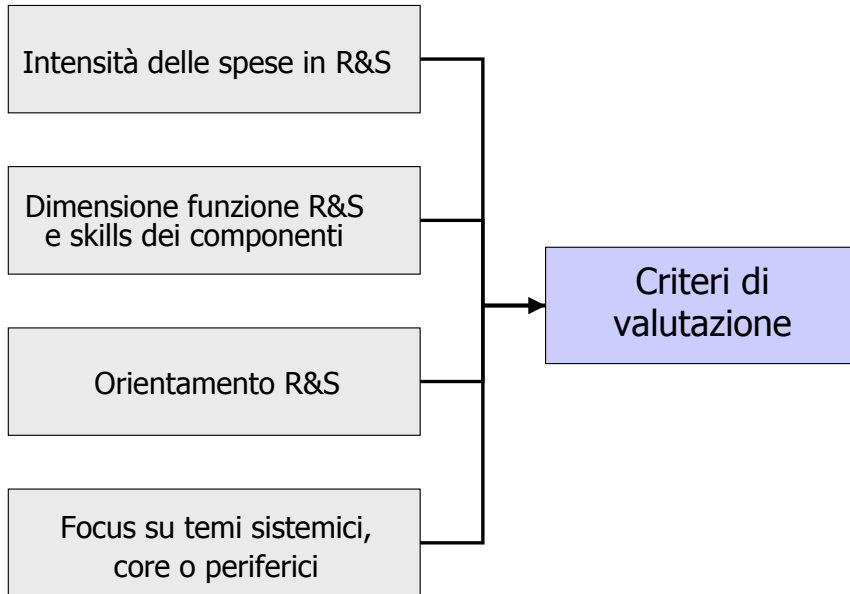 Intensità delle spese in R&S
Dimensione funzione R&S
e skills dei componenti
Orientamento R&S
Focus su temi sistemici,
core o periferici
Criteri di
valutazione